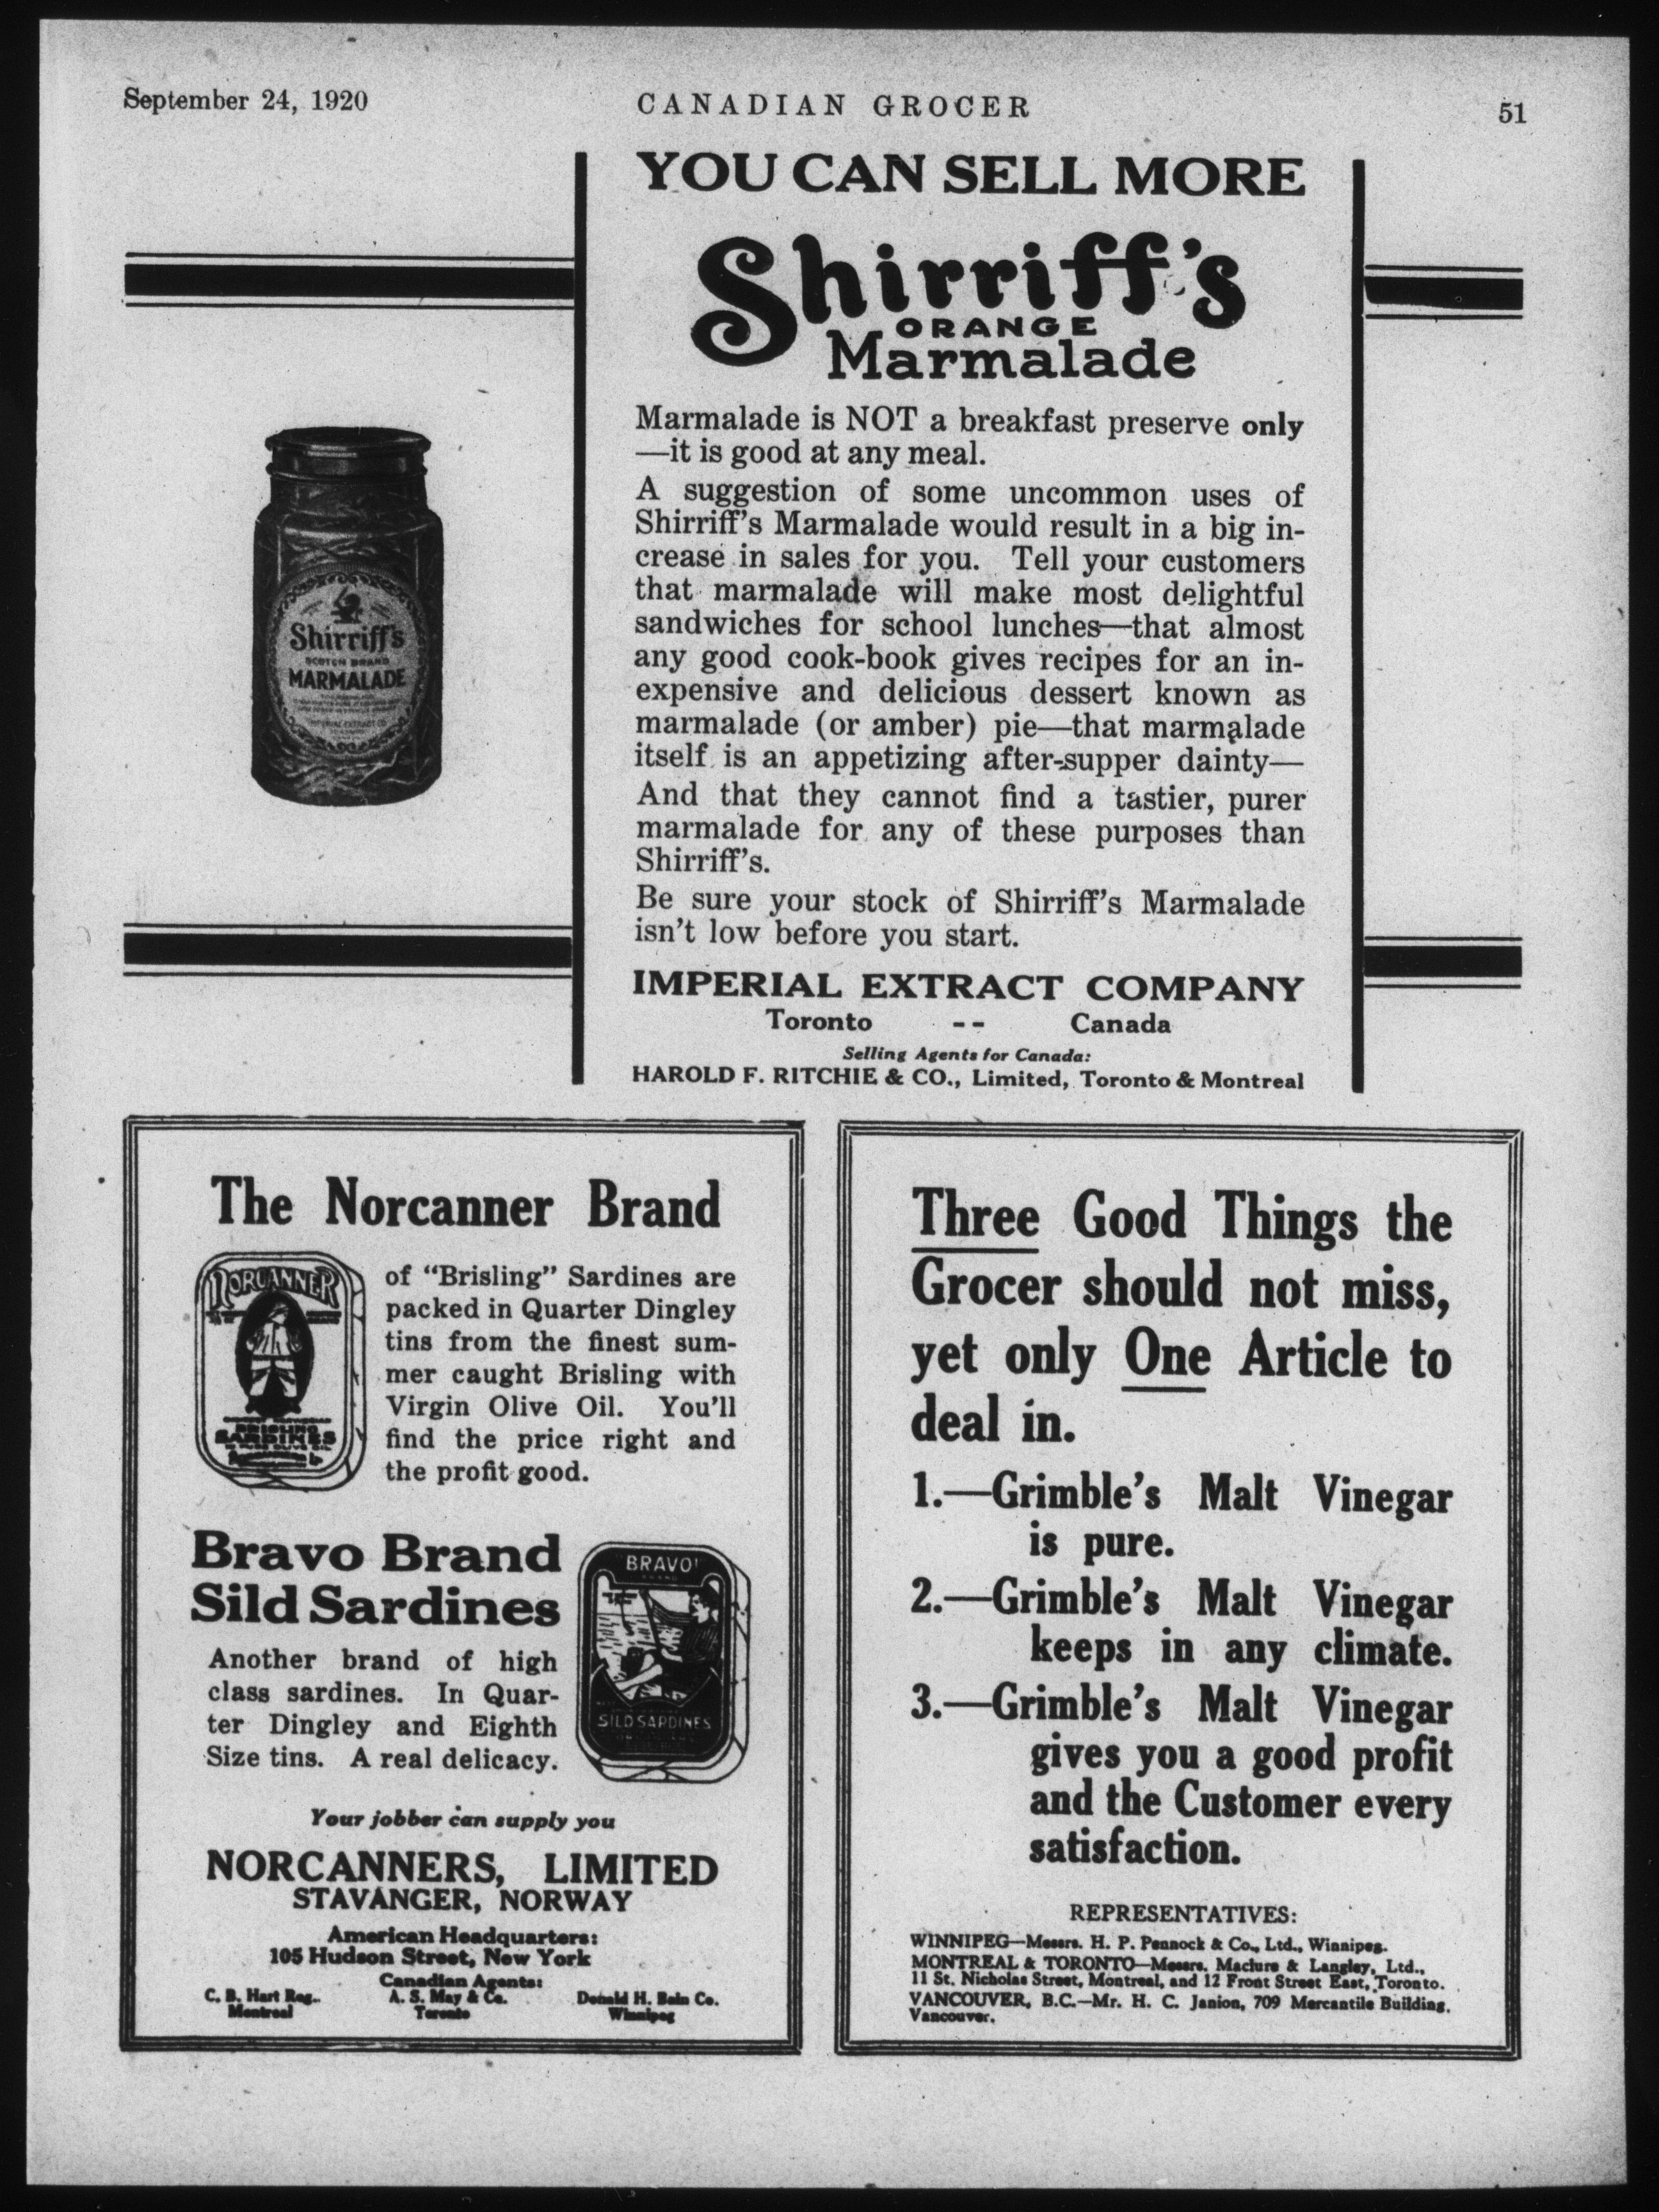 September 24, 1920
CANADIAN GROCER
51
YOU CAN SELL MORE
Shirriff's
ORANGE
Marmalade
Marmalade is NOT a breakfast preserve only
—it is good at any meal.
A suggestion of some uncommon uses of
Shirriff's Marmalade would result in a big in-
crease in sales for you. Tell your customers
that marmalade will make most delightful
sandwiches for school lunches—that almost
any good cook-book gives recipes for an in-
expensive and delicious dessert known as
marmalade (or amber) pie—that marmalade
itself is an appetizing after-supper dainty—
And that they cannot find a tastier, purer
marmalade for any of these purposes than
Shirriff's.
Be sure your stock of Shirriff's Marmalade
isn't low before you start.
IMPERIAL EXTRACT COMPANY
Toronto -- Canada
Selling Agents for Canada:
HAROLD F. RITCHIE & CO., Limited, Toronto & Montreal
Shirriff's
SCOTCH BRAND
MARMALADE
IMPERIAL EXTRACT CO
The Norcanner Brand
NORCANNER
BRISLING
SARDINES
of "Brisling" Sardines are
packed in Quarter Dingley
tins from the finest sum-
mer caught Brisling with
Virgin Olive Oil. You'll
find the price right and
the profit good.
Bravo Brand
Sild Sardines
Another brand of high
class sardines. In Quar-
ter Dingley and Eighth
Size tins. A real delicacy.
BRAVO!
BRAND
SILD SARDINES
Your jobber can supply you
NORCANNERS, LIMITED
STAVANGER, NORWAY
American Headquarters:
105 Hudson Street, New York
Canadian Agents:
C. B. Hart Reg.. A. S. May & Co. Donald H. Bain Co.
Montreal Toronto Winnipeg
Three Good Things the
Grocer should not miss,
yet only One Article to
deal in.
1.—Grimble's Malt Vinegar
is pure.
2.—Grimble's Malt Vinegar
keeps in any climate.
3.—Grimble's Malt Vinegar
gives you a good profit
and the Customer every
satisfaction.
REPRESENTATIVES:
WINNIPEG—Messrs. H. P. Pennock & Co., Ltd., Winnipeg.
MONTREAL & TORONTO—Messrs. Maclure & Langley, Ltd.,
11 St. Nicholas Street, Montreal, and 12 Front Street East, Toronto.
VANCOUVER, B.C.—Mr. H. C. Janion, 709 Mercantile Building,
Vancouver.